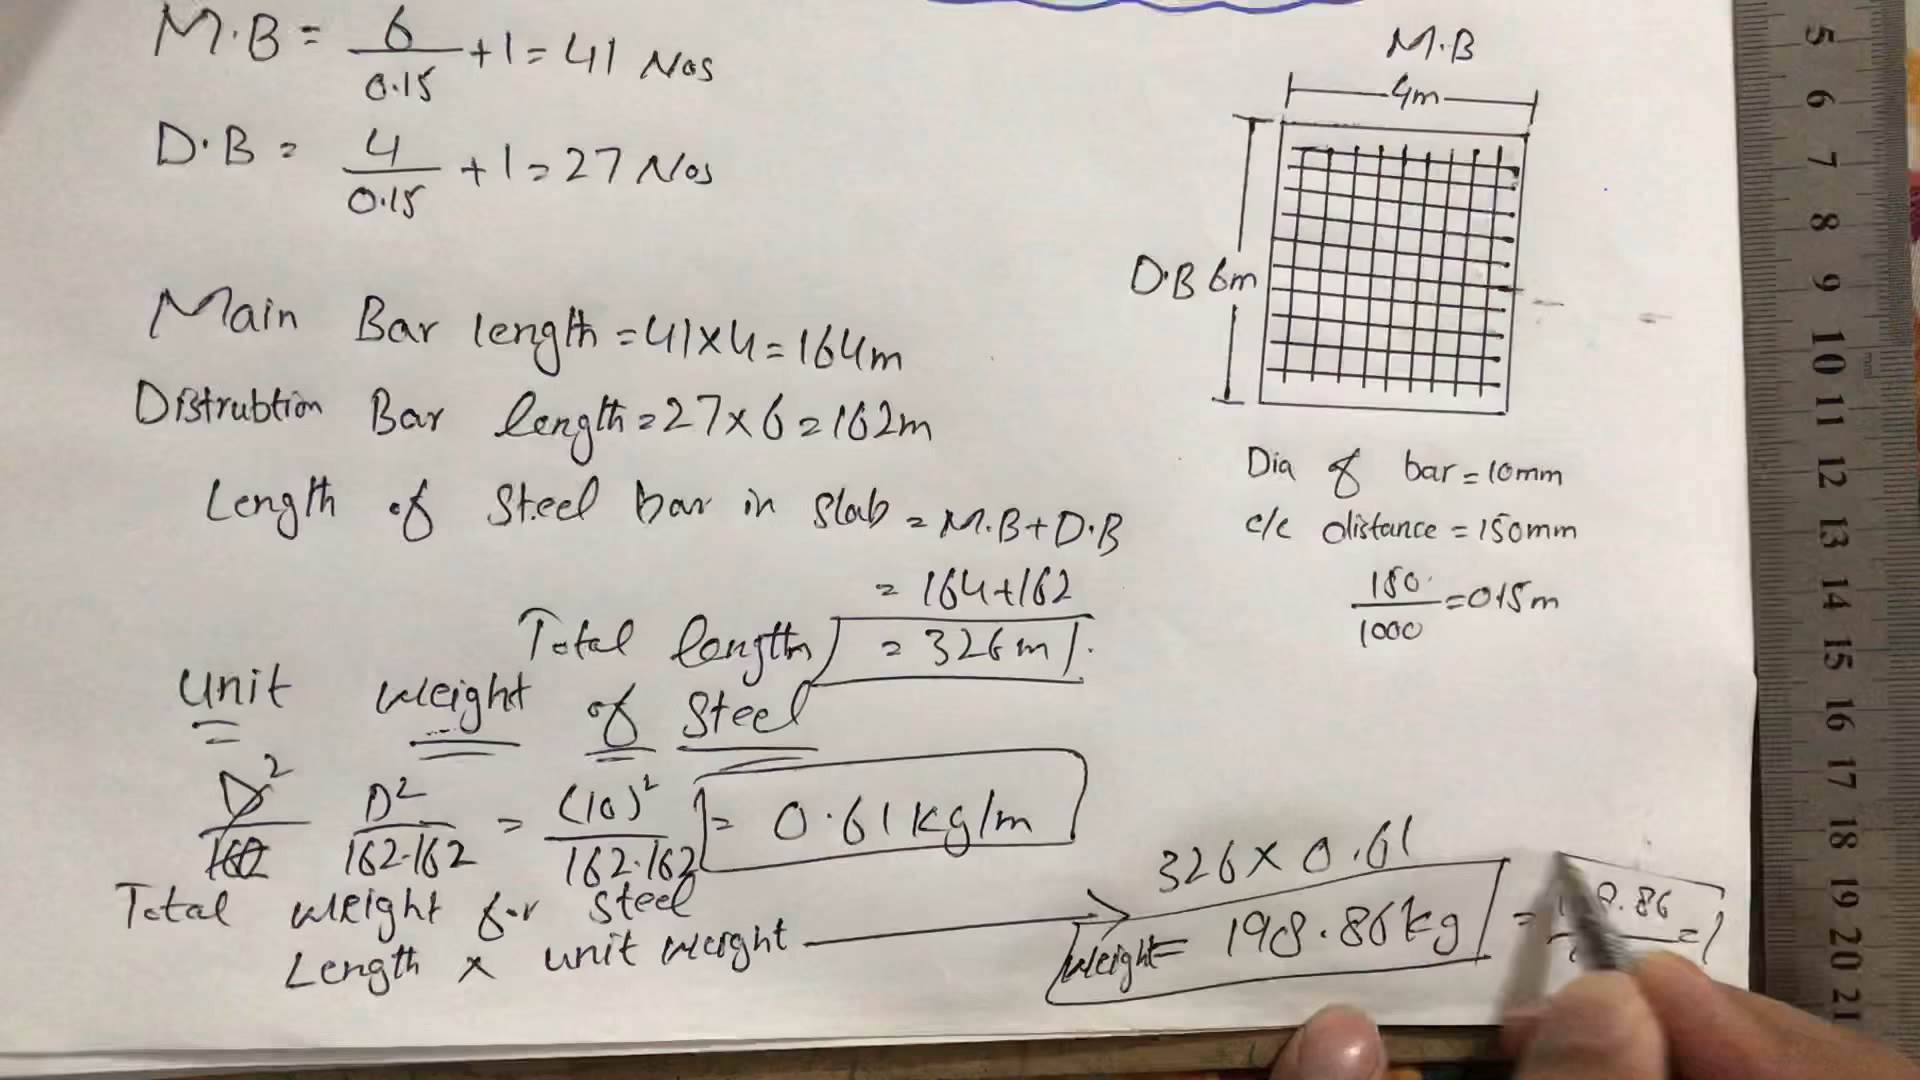 M.B = 6/0.15 + 1 = 41 Nos
D.B = 4/0.15 + 1 = 27 Nos
Main Bar length = 41 x 4 = 164m
Distrubtion Bar length = 27 x 6 = 162m
Length of Steel bar in slab = M.B + D.B
= 164 + 162
Total length = 326m
Unit weight of Steel
D²/162 D²/162.162 = (10)²/162.162 = 0.61 kg/m
Total weight for steel
Length x unit weight
326 x 0.61
weight = 198.86 kg =
M.B
4m
D.B 6m
Dia of bar = 10mm
c/c distance = 150mm
150/1000 = 0.15m
5
6
7
8
9
10
11
12
13
14
15
16
17
18
19
20
21